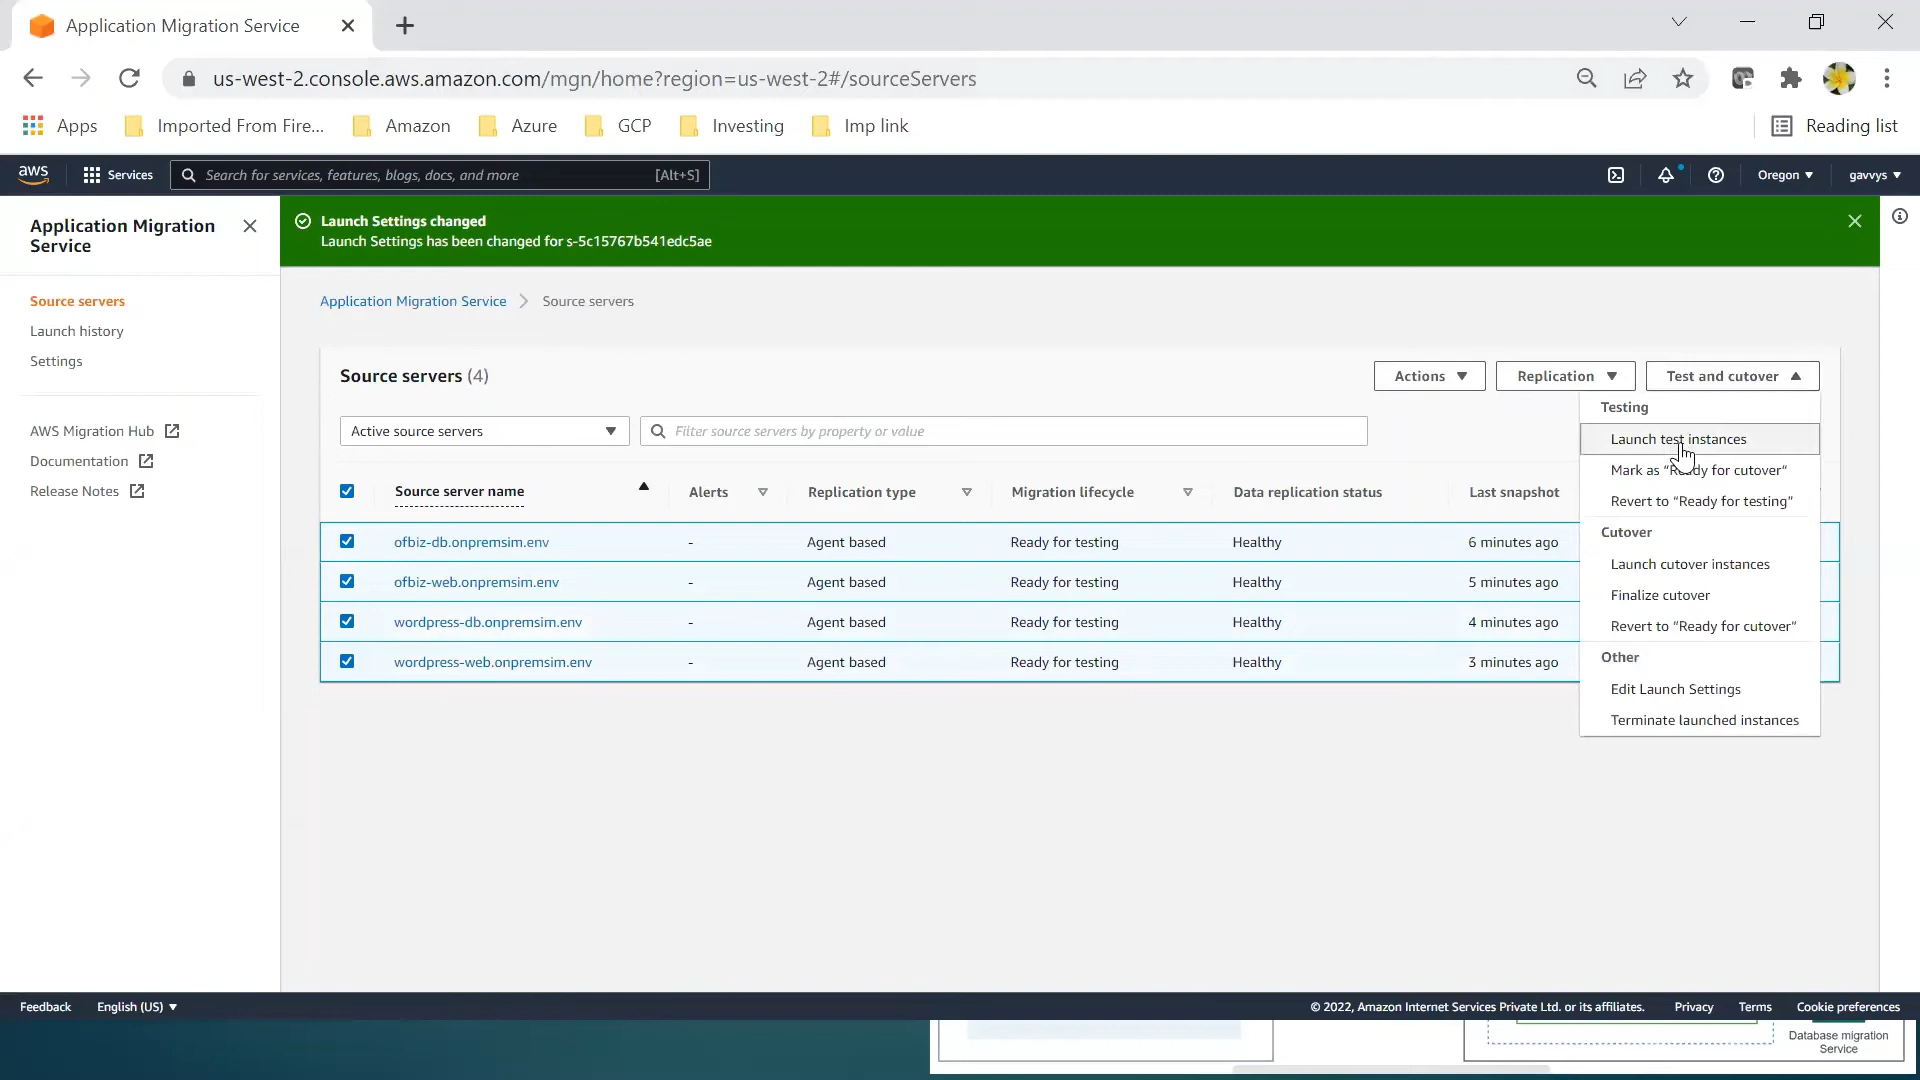 Application Migration Service
us-west-2.console.aws.amazon.com/mgn/home?region=us-west-2#/sourceServers
Apps
Imported From Fire...
Amazon
Azure
GCP
Investing
Imp link
Reading list
aws
Services
Search for services, features, blogs, docs, and more
[Alt+S]
Oregon
gavvys
Application Migration
Service
Source servers
Launch history
Settings
AWS Migration Hub
Documentation
Release Notes
Launch Settings changed
Launch Settings has been changed for s-5c15767b541edc5ae
Application Migration Service
Source servers
Source servers (4)
Actions
Replication
Test and cutover
Active source servers
Filter source servers by property or value
Testing
Launch test instances
Mark as "Ready for cutover"
Revert to "Ready for testing"
Cutover
Launch cutover instances
Finalize cutover
Revert to "Ready for cutover"
Other
Edit Launch Settings
Terminate launched instances
Source server name
Alerts
Replication type
Migration lifecycle
Data replication status
Last snapshot
ofbiz-db.onpremsim.env - Agent based Ready for testing Healthy 6 minutes ago
ofbiz-web.onpremsim.env - Agent based Ready for testing Healthy 5 minutes ago
wordpress-db.onpremsim.env - Agent based Ready for testing Healthy 4 minutes ago
wordpress-web.onpremsim.env - Agent based Ready for testing Healthy 3 minutes ago
Feedback
English (US)
© 2022, Amazon Internet Services Private Ltd. or its affiliates.
Privacy
Terms
Cookie preferences
Database migration
Service